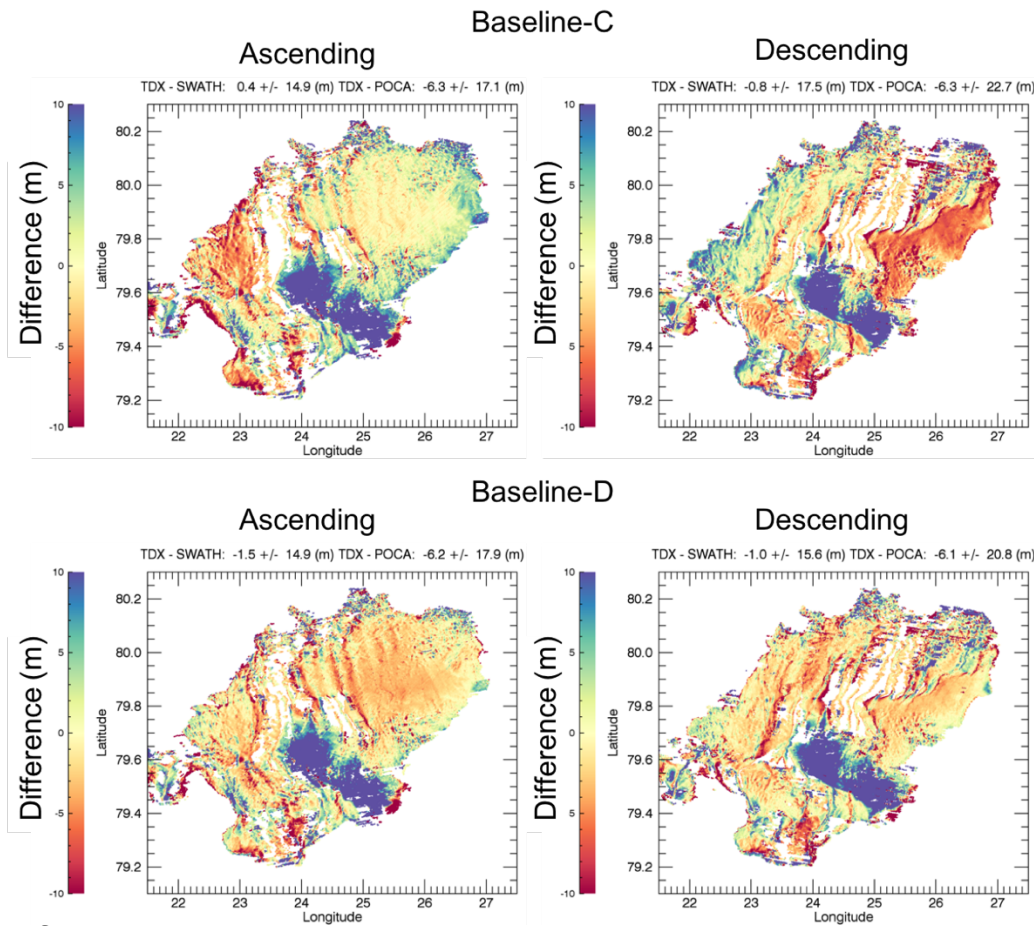 Baseline-C
Ascending
Descending
TDX - SWATH: 0.4 +/- 14.9 (m) TDX - POCA: -6.3 +/- 17.1 (m)
TDX - SWATH: -0.8 +/- 17.5 (m) TDX - POCA: -6.3 +/- 22.7 (m)
Difference (m)
10
5
0
-5
-10
Latitude
80.2
80.0
79.8
79.6
79.4
79.2
22 23 24 25 26 27
Longitude
Difference (m)
10
5
0
-5
-10
Latitude
80.2
80.0
79.8
79.6
79.4
79.2
22 23 24 25 26 27
Longitude
Baseline-D
Ascending
Descending
TDX - SWATH: -1.5 +/- 14.9 (m) TDX - POCA: -6.2 +/- 17.9 (m)
TDX - SWATH: -1.0 +/- 15.6 (m) TDX - POCA: -6.1 +/- 20.8 (m)
Difference (m)
10
5
0
-5
-10
Latitude
80.2
80.0
79.8
79.6
79.4
79.2
22 23 24 25 26 27
Longitude
Difference (m)
10
5
0
-5
-10
Latitude
80.2
80.0
79.8
79.6
79.4
79.2
22 23 24 25 26 27
Longitude